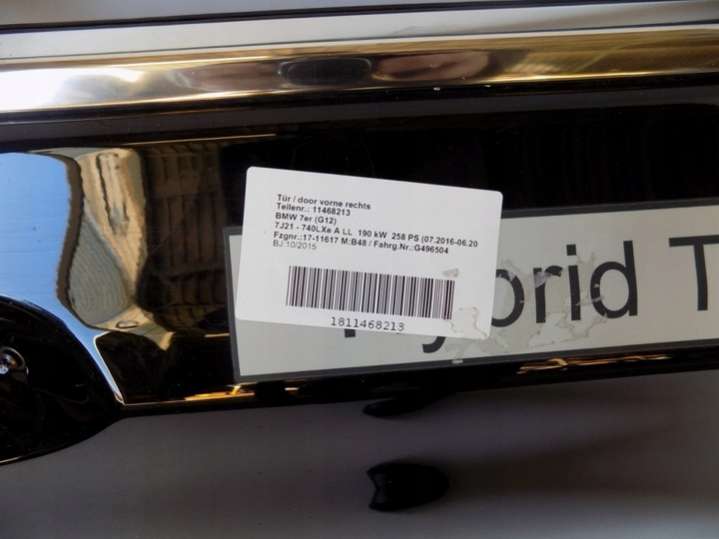 Tür / door vorne rechts
Teilenr.: 11468213
BMW 7er (G12)
7J21 - 740LXe A LL 190 kW 258 PS (07.2016-06.20
Fzgnr.:17-11617 M:B48 / Fahrg.Nr.:G496504
BJ:10/2015
1811468213
ybrid T